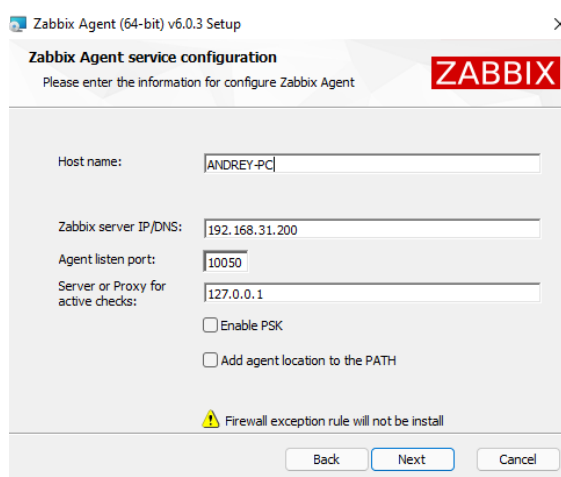 Zabbix Agent (64-bit) v6.0.3 Setup
Zabbix Agent service configuration
Please enter the information for configure Zabbix Agent
ZABBIX
Host name:
ANDREY-PC
Zabbix server IP/DNS:
192.168.31.200
Agent listen port:
10050
Server or Proxy for
active checks:
127.0.0.1
Enable PSK
Add agent location to the PATH
Firewall exception rule will not be install
Back Next Cancel